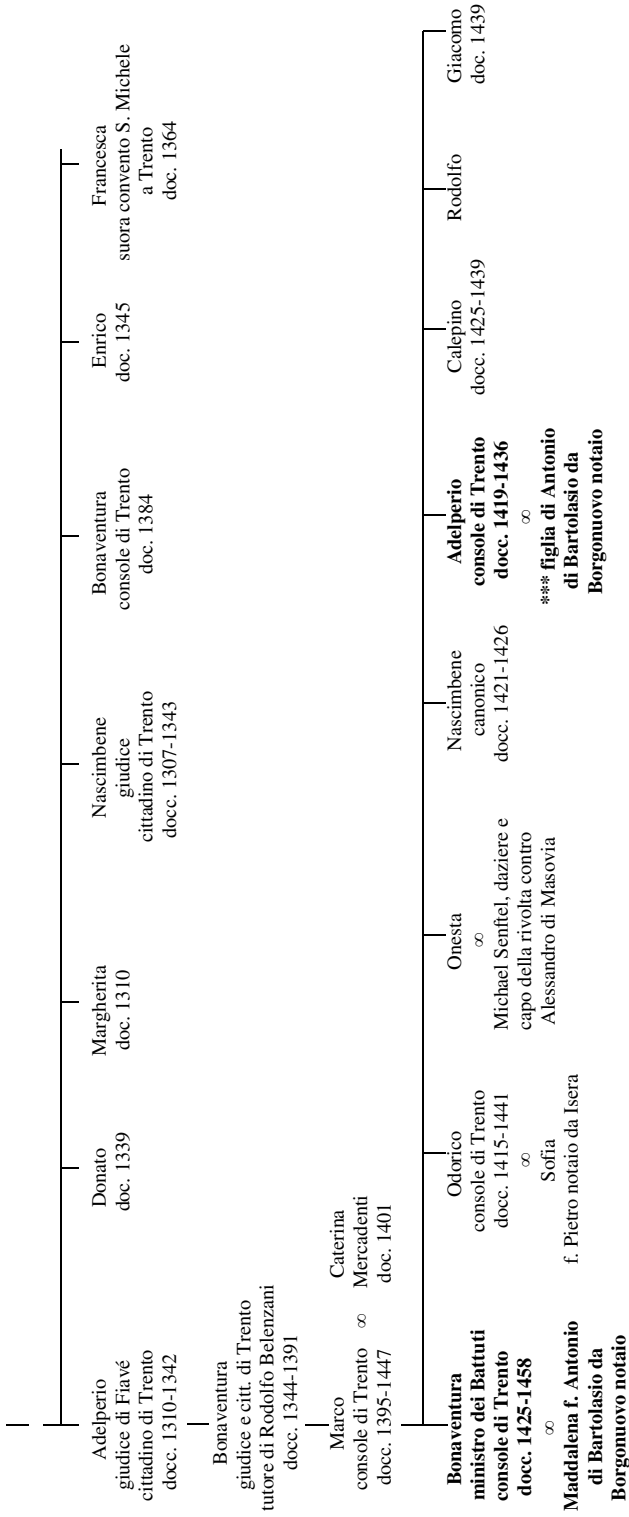 Adelperio
giudice di Fiavé
cittadino di Trento
docc. 1310-1342
Donato
doc. 1339
Margherita
doc. 1310
Nascimbene
giudice
cittadino di Trento
docc. 1307-1343
Bonaventura
console di Trento
doc. 1384
Enrico
doc. 1345
Francesca
suora convento S. Michele
a Trento
doc. 1364
Bonaventura
giudice e citt. di Trento
tutore di Rodolfo Belenzani
docc. 1344-1391
Marco
console di Trento
docc. 1395-1447
∞
Caterina
Mercadenti
doc. 1401
Bonaventura
ministro dei Battuti
console di Trento
docc. 1425-1458
∞
Maddalena f. Antonio
di Bartolasio da
Borgonuovo notaio
Odorico
console di Trento
docc. 1415-1441
∞
Sofia
f. Pietro notaio da Isera
Onesta
∞
Michael Senftel, daziere e
capo della rivolta contro
Alessandro di Masovia
Nascimbene
canonico
docc. 1421-1426
Adelperio
console di Trento
docc. 1419-1436
∞
*** figlia di Antonio
di Bartolasio da
Borgonuovo notaio
Calepino
docc. 1425-1439
Rodolfo
Giacomo
doc. 1439